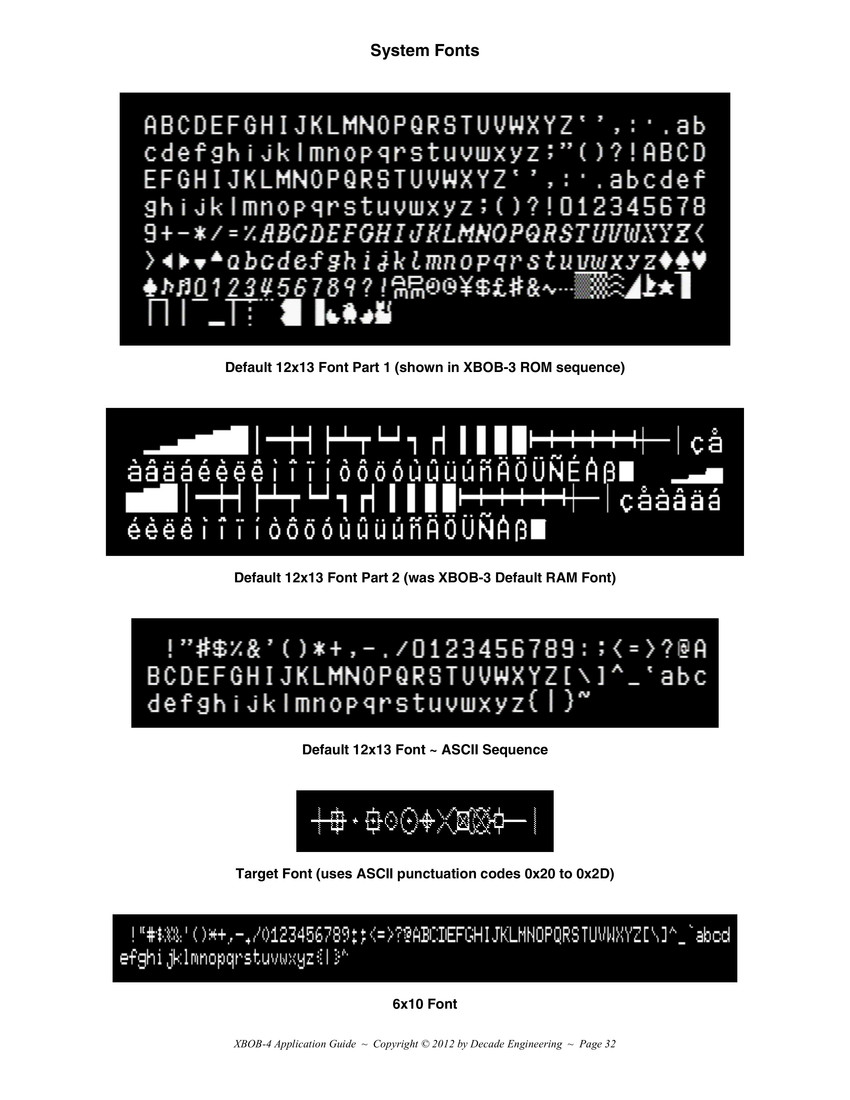 System Fonts
ABCDEFGHIJKLMNOPQRSTUVWXYZ‘’,:·.ab
cdefghijklmnopqrstuvwxyz;”()?!ABCD
EFGHIJKLMNOPQRSTUVWXYZ‘’,:·.abcdef
ghijklmnopqrstuvwxyz;()?!012345678
9+-*/=%ABCDEFGHIJKLMNOPQRSTUVWXYZ<
>◀▶▼▲abcdefghijklmnopqrstuvwxyz♦♠♥
♣♪♫0123456789?!¥$£#&~…★
Default 12x13 Font Part 1 (shown in XBOB-3 ROM sequence)
çå
àâäáéèëêìîïíòôöóùûüúñÄÖÜÑÉÅß■
çåàâäá
éèëêìîïíòôöóùûüúñÄÖÜÑÅß■
Default 12x13 Font Part 2 (was XBOB-3 Default RAM Font)
!”#$%&’()*+,-./0123456789:;<=>?@A
BCDEFGHIJKLMNOPQRSTUVWXYZ[\]^_‘abc
defghijklmnopqrstuvwxyz{|}~
Default 12x13 Font ~ ASCII Sequence
Target Font (uses ASCII punctuation codes 0x20 to 0x2D)
!"#$%&'()*+,-./0123456789:;<=>?@ABCDEFGHIJKLMNOPQRSTUVWXYZ[\]^_`abcd
efghijklmnopqrstuvwxyz{|}^
6x10 Font
XBOB-4 Application Guide ~ Copyright © 2012 by Decade Engineering ~ Page 32